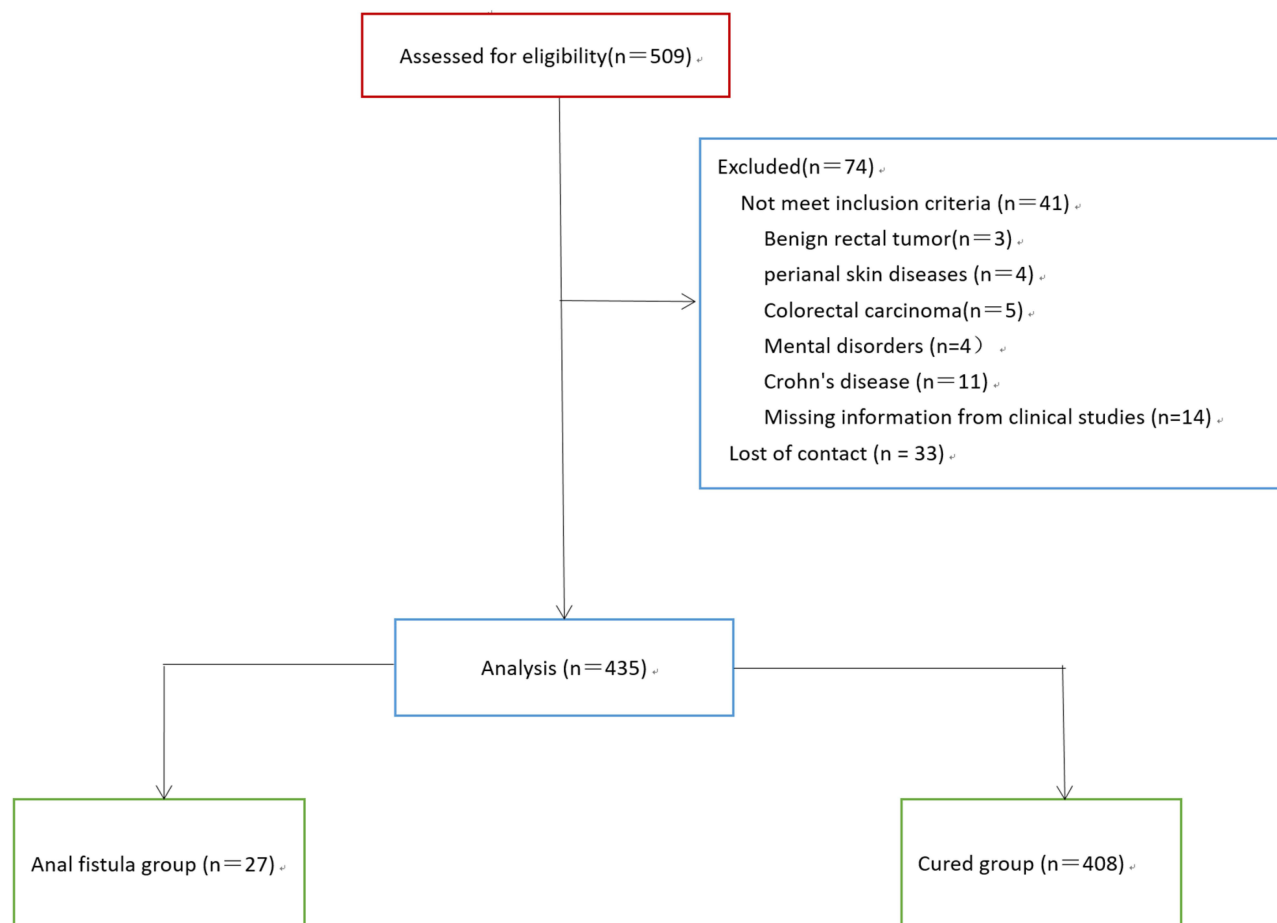 Assessed for eligibility(n＝509)
Excluded(n＝74)
Not meet inclusion criteria (n＝41)
Benign rectal tumor(n＝3)
perianal skin diseases (n＝4)
Colorectal carcinoma(n＝5)
Mental disorders (n=4）
Crohn's disease (n＝11)
Missing information from clinical studies (n=14)
Lost of contact (n = 33)
Analysis (n＝435)
Anal fistula group (n＝27)
Cured group (n＝408)